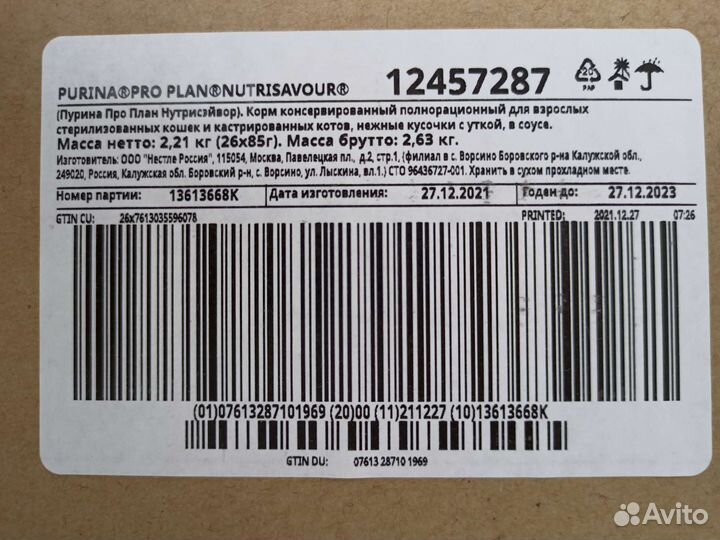 PURINA®PRO PLAN®NUTRISAVOUR® 12457287
20
PAP
(Пурина Про План Нутрисэйвор). Корм консервированный полнорационный для взрослых
стерилизованных кошек и кастрированных котов, нежные кусочки с уткой, в соусе.
Масса нетто: 2,21 кг (26x85г). Масса брутто: 2,63 кг.
Изготовитель: ООО "Нестле Россия", 115054, Москва, Павелецкая пл., д.2, стр.1, (филиал в с. Ворсино Боровского р-на Калужской обл.,
249020, Россия, Калужская обл. Боровский р-н, с. Ворсино, ул. Лыскина, вл.1.) СТО 96436727-001. Хранить в сухом прохладном месте.
Номер партии: 13613668K Дата изготовления: 27.12.2021 Годен до: 27.12.2023
GTIN CU: 26x7613035596078 PRINTED: 2021.12.27 07:26
(01)07613287101969 (20)00 (11)211227 (10)13613668K
GTIN DU: 07613 28710 1969
Avito